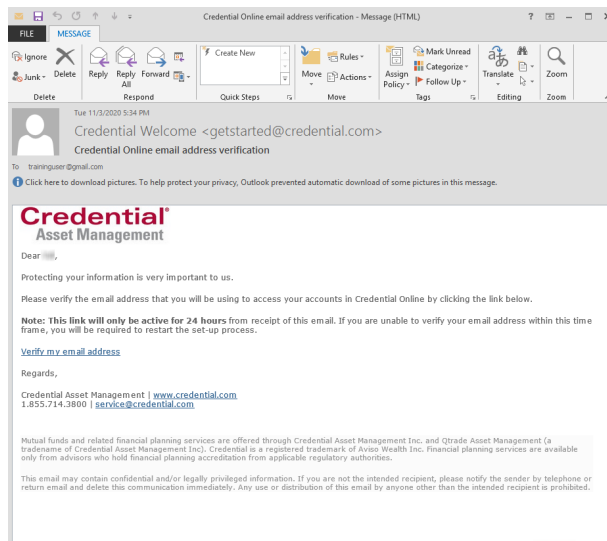 Credential Online email address verification - Message (HTML)
FILE MESSAGE
Ignore
Junk
Delete
Reply
Reply All
Forward
Create New
Move
Rules
Actions
Assign Policy
Mark Unread
Categorize
Follow Up
Translate
Zoom
Delete Respond Quick Steps Move Tags Editing Zoom
Tue 11/3/2020 5:34 PM
Credential Welcome <getstarted@credential.com>
Credential Online email address verification
To traininguser@gmail.com
Click here to download pictures. To help protect your privacy, Outlook prevented automatic download of some pictures in this message.
Credential®
Asset Management
Dear ,
Protecting your information is very important to us.
Please verify the email address that you will be using to access your accounts in Credential Online by clicking the link below.
Note: This link will only be active for 24 hours from receipt of this email. If you are unable to verify your email address within this time
frame, you will be required to restart the set-up process.
Verify my email address
Regards,
Credential Asset Management | www.credential.com
1.855.714.3800 | service@credential.com
Mutual funds and related financial planning services are offered through Credential Asset Management Inc. and Qtrade Asset Management (a
tradename of Credential Asset Management Inc). Credential is a registered trademark of Aviso Wealth Inc. Financial planning services are available
only from advisors who hold financial planning accreditation from applicable regulatory authorities.
This email may contain confidential and/or legally privileged information. If you are not the intended recipient, please notify the sender by telephone or
return email and delete this communication immediately. Any use or distribution of this email by anyone other than the intended recipient is prohibited.